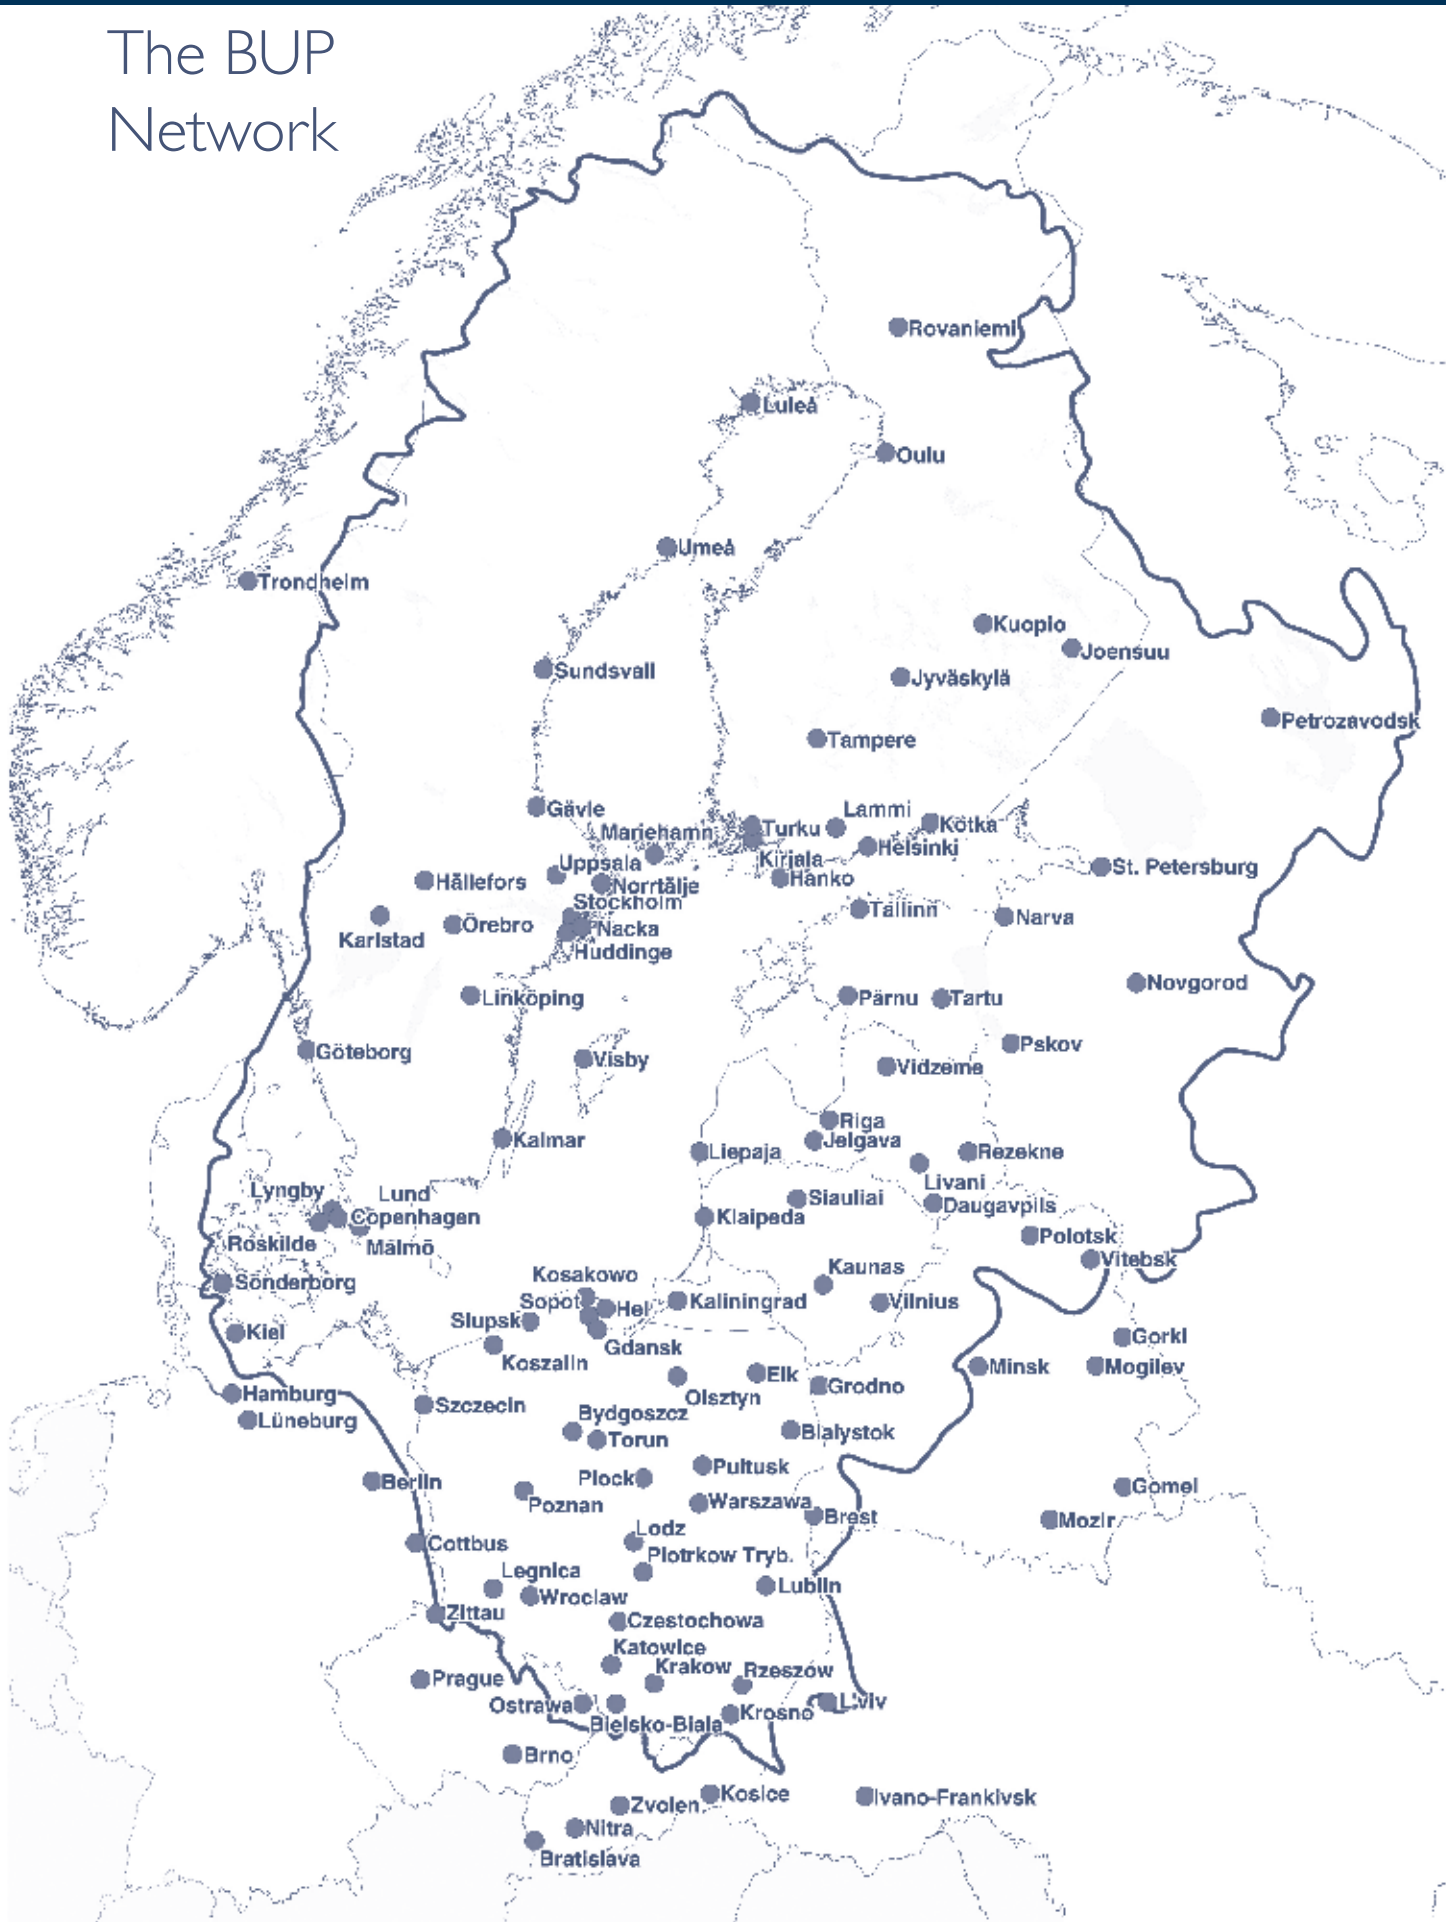 The BUP
Network
Rovaniemi
Luleå
Oulu
Umeå
Trondheim
Kuopio
Joensuu
Sundsvall
Jyväskylä
Petrozavodsk
Tampere
Gävle
Lammi
Mariehamn
Turku
Kotka
Kirjala
Helsinki
Uppsala
St. Petersburg
Hällefors
Norrtälje
Hanko
Stockholm
Tallinn
Narva
Örebro
Nacka
Karlstad
Huddinge
Novgorod
Linköping
Pärnu
Tartu
Göteborg
Visby
Pskov
Vidzeme
Riga
Kalmar
Jelgava
Liepaja
Rezekne
Livani
Lyngby
Lund
Siauliai
Daugavpils
Copenhagen
Klaipeda
Roskilde
Malmö
Polotsk
Vitebsk
Kosakowo
Kaunas
Sönderborg
Sopot
Hel
Kaliningrad
Vilnius
Slupsk
Kiel
Gdansk
Gorki
Koszalin
Minsk
Mogilev
Elk
Grodno
Hamburg
Olsztyn
Szczecin
Lüneburg
Bydgoszcz
Torun
Bialystok
Pultusk
Berlin
Plock
Gomel
Poznan
Warszawa
Brest
Mozir
Lodz
Cottbus
Piotrkow Tryb.
Legnica
Lublin
Wroclaw
Zittau
Czestochowa
Katowice
Krakow
Rzeszow
Prague
Ostrawa
Lviv
Krosno
Bielsko-Biala
Brno
Kosice
Ivano-Frankivsk
Zvolen
Nitra
Bratislava